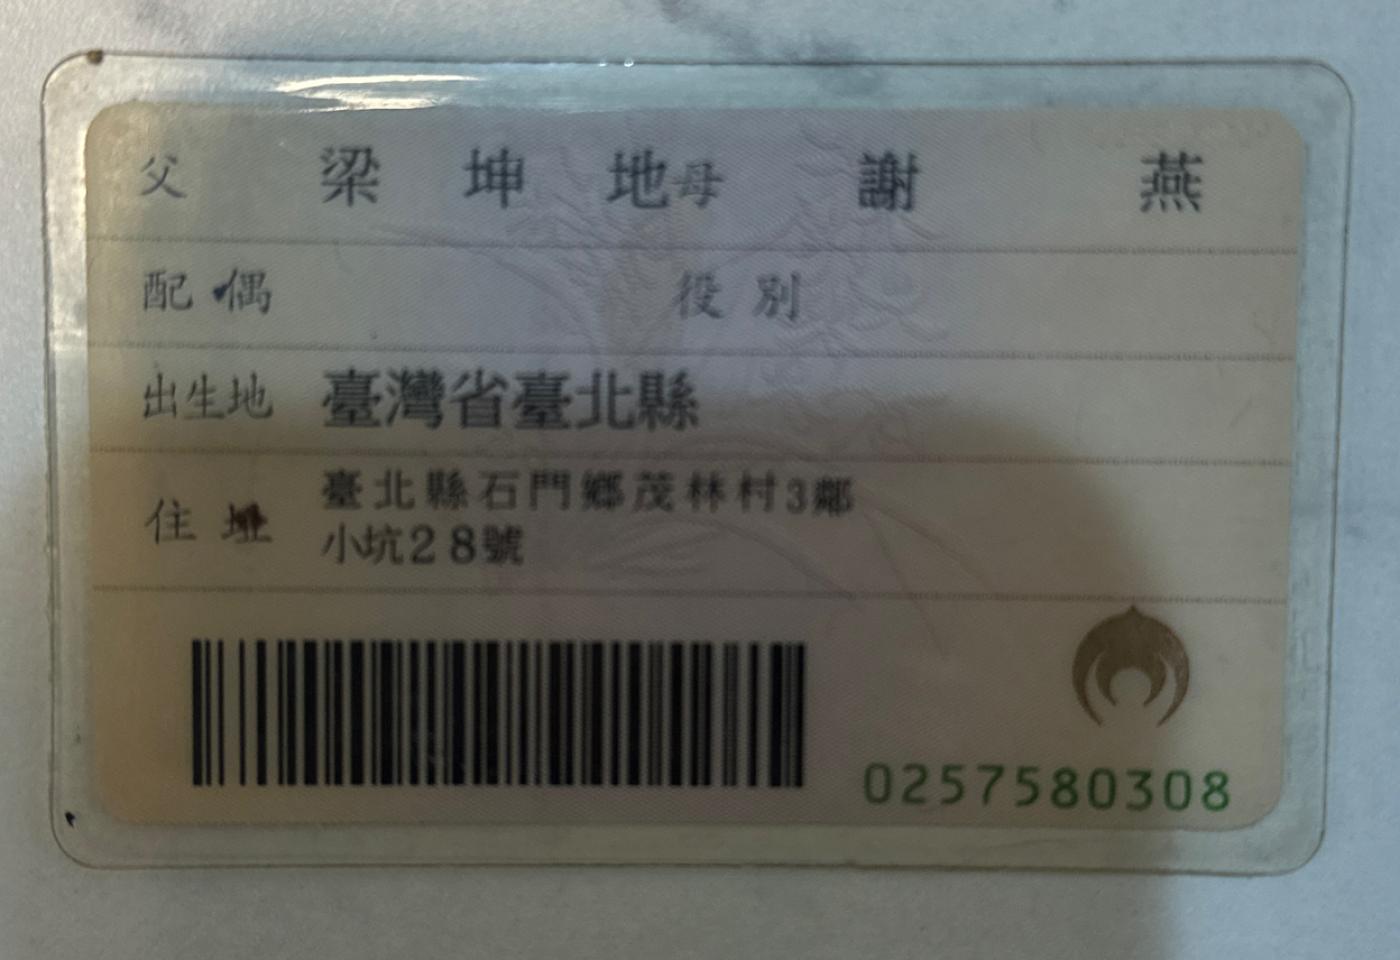 父 梁坤地 母 謝燕
配偶 役別
出生地 臺灣省臺北縣
住址 臺北縣石門鄉茂林村3鄰
小坑28號
0257580308